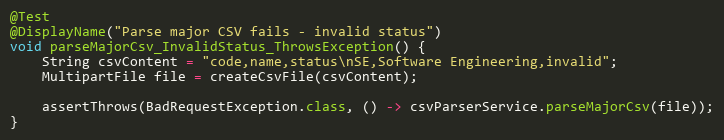 @Test
@DisplayName("Parse major CSV fails - invalid status")
void parseMajorCsv_InvalidStatus_ThrowsException() {
    String csvContent = "code,name,status\nSE,Software Engineering,invalid";
    MultipartFile file = createCsvFile(csvContent);

    assertThrows(BadRequestException.class, () -> csvParserService.parseMajorCsv(file));
}